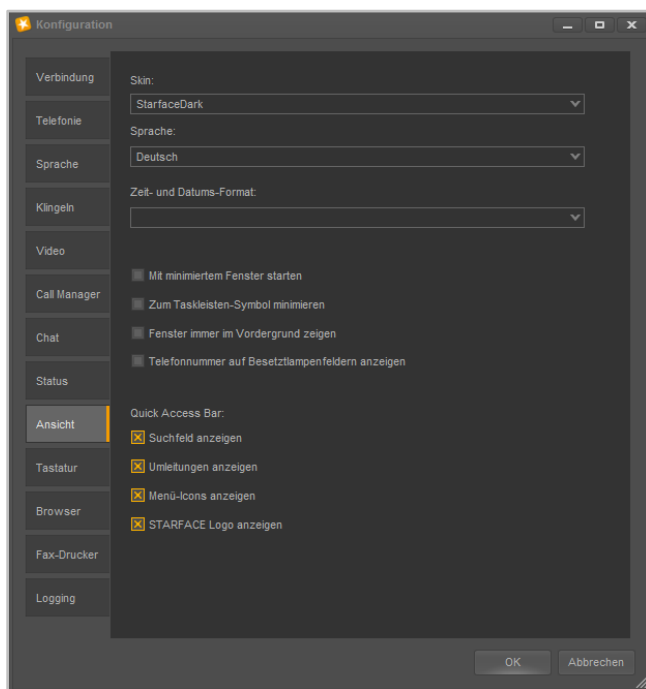 Konfiguration
Verbindung
Telefonie
Sprache
Klingeln
Video
Call Manager
Chat
Status
Ansicht
Tastatur
Browser
Fax-Drucker
Logging
Skin:
StarfaceDark
Sprache:
Deutsch
Zeit- und Datums-Format:
Mit minimiertem Fenster starten
Zum Taskleisten-Symbol minimieren
Fenster immer im Vordergrund zeigen
Telefonnummer auf Besetztlampenfeldern anzeigen
Quick Access Bar:
Suchfeld anzeigen
Umleitungen anzeigen
Menü-Icons anzeigen
STARFACE Logo anzeigen
OK
Abbrechen